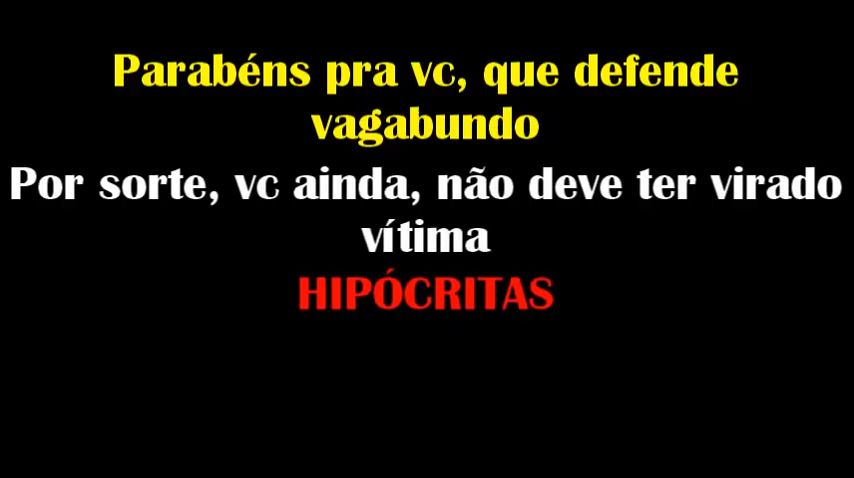 Parabéns pra vc, que defende
vagabundo
Por sorte, vc ainda, não deve ter virado
vítima
HIPÓCRITAS